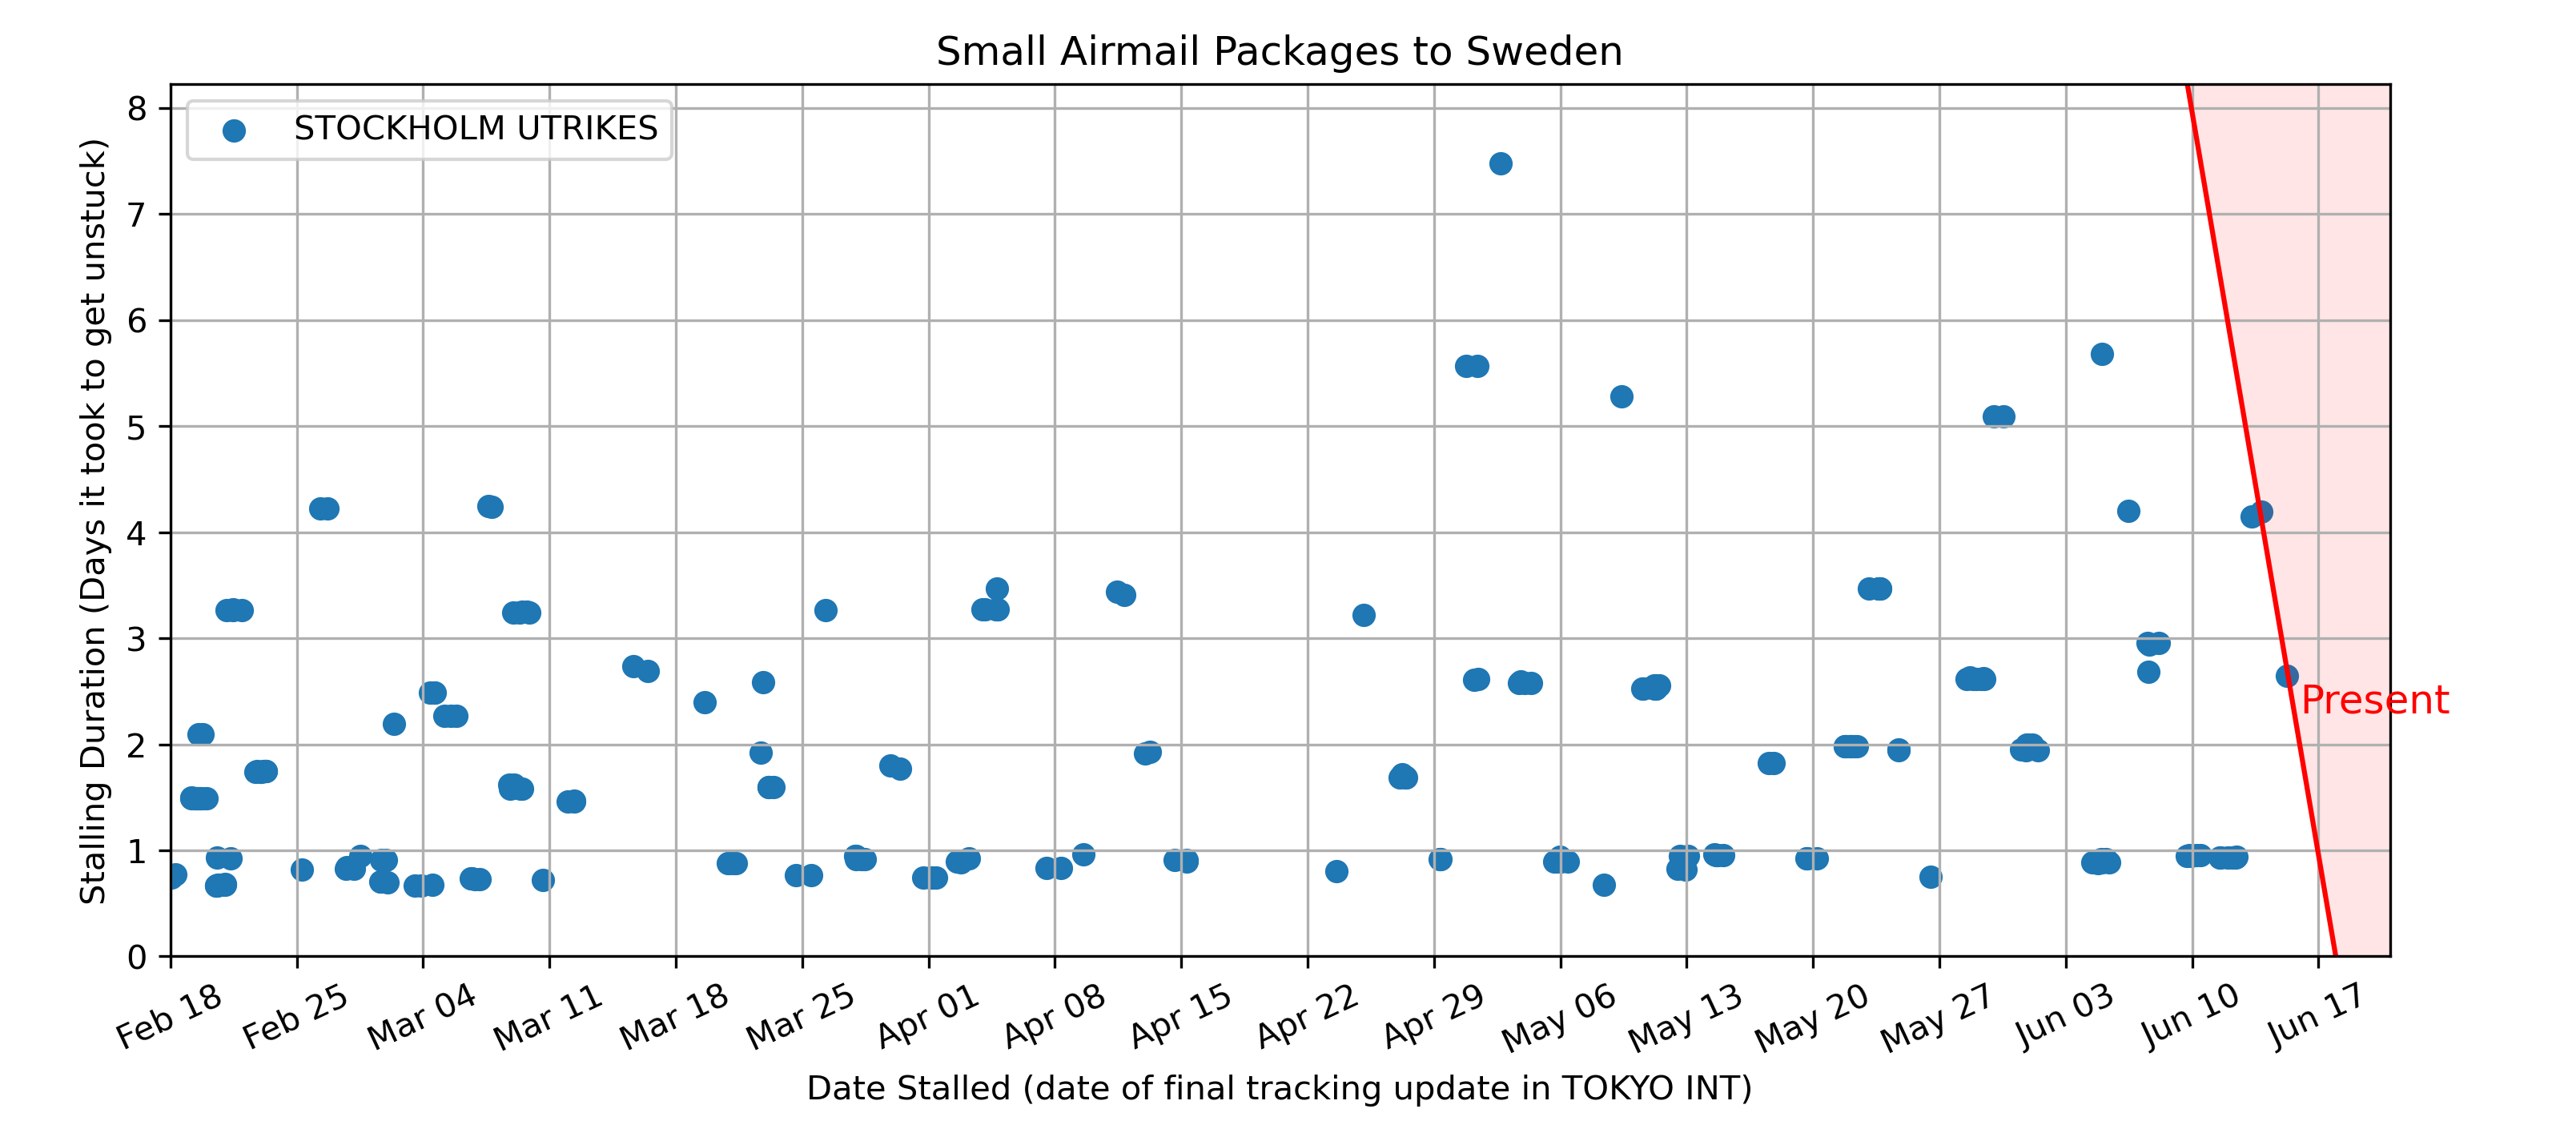 Small Airmail Packages to Sweden
STOCKHOLM UTRIKES
Stalling Duration (Days it took to get unstuck)
8
7
6
5
4
3
2
1
0
Present
Feb 18
Feb 25
Mar 04
Mar 11
Mar 18
Mar 25
Apr 01
Apr 08
Apr 15
Apr 22
Apr 29
May 06
May 13
May 20
May 27
Jun 03
Jun 10
Jun 17
Date Stalled (date of final tracking update in TOKYO INT)